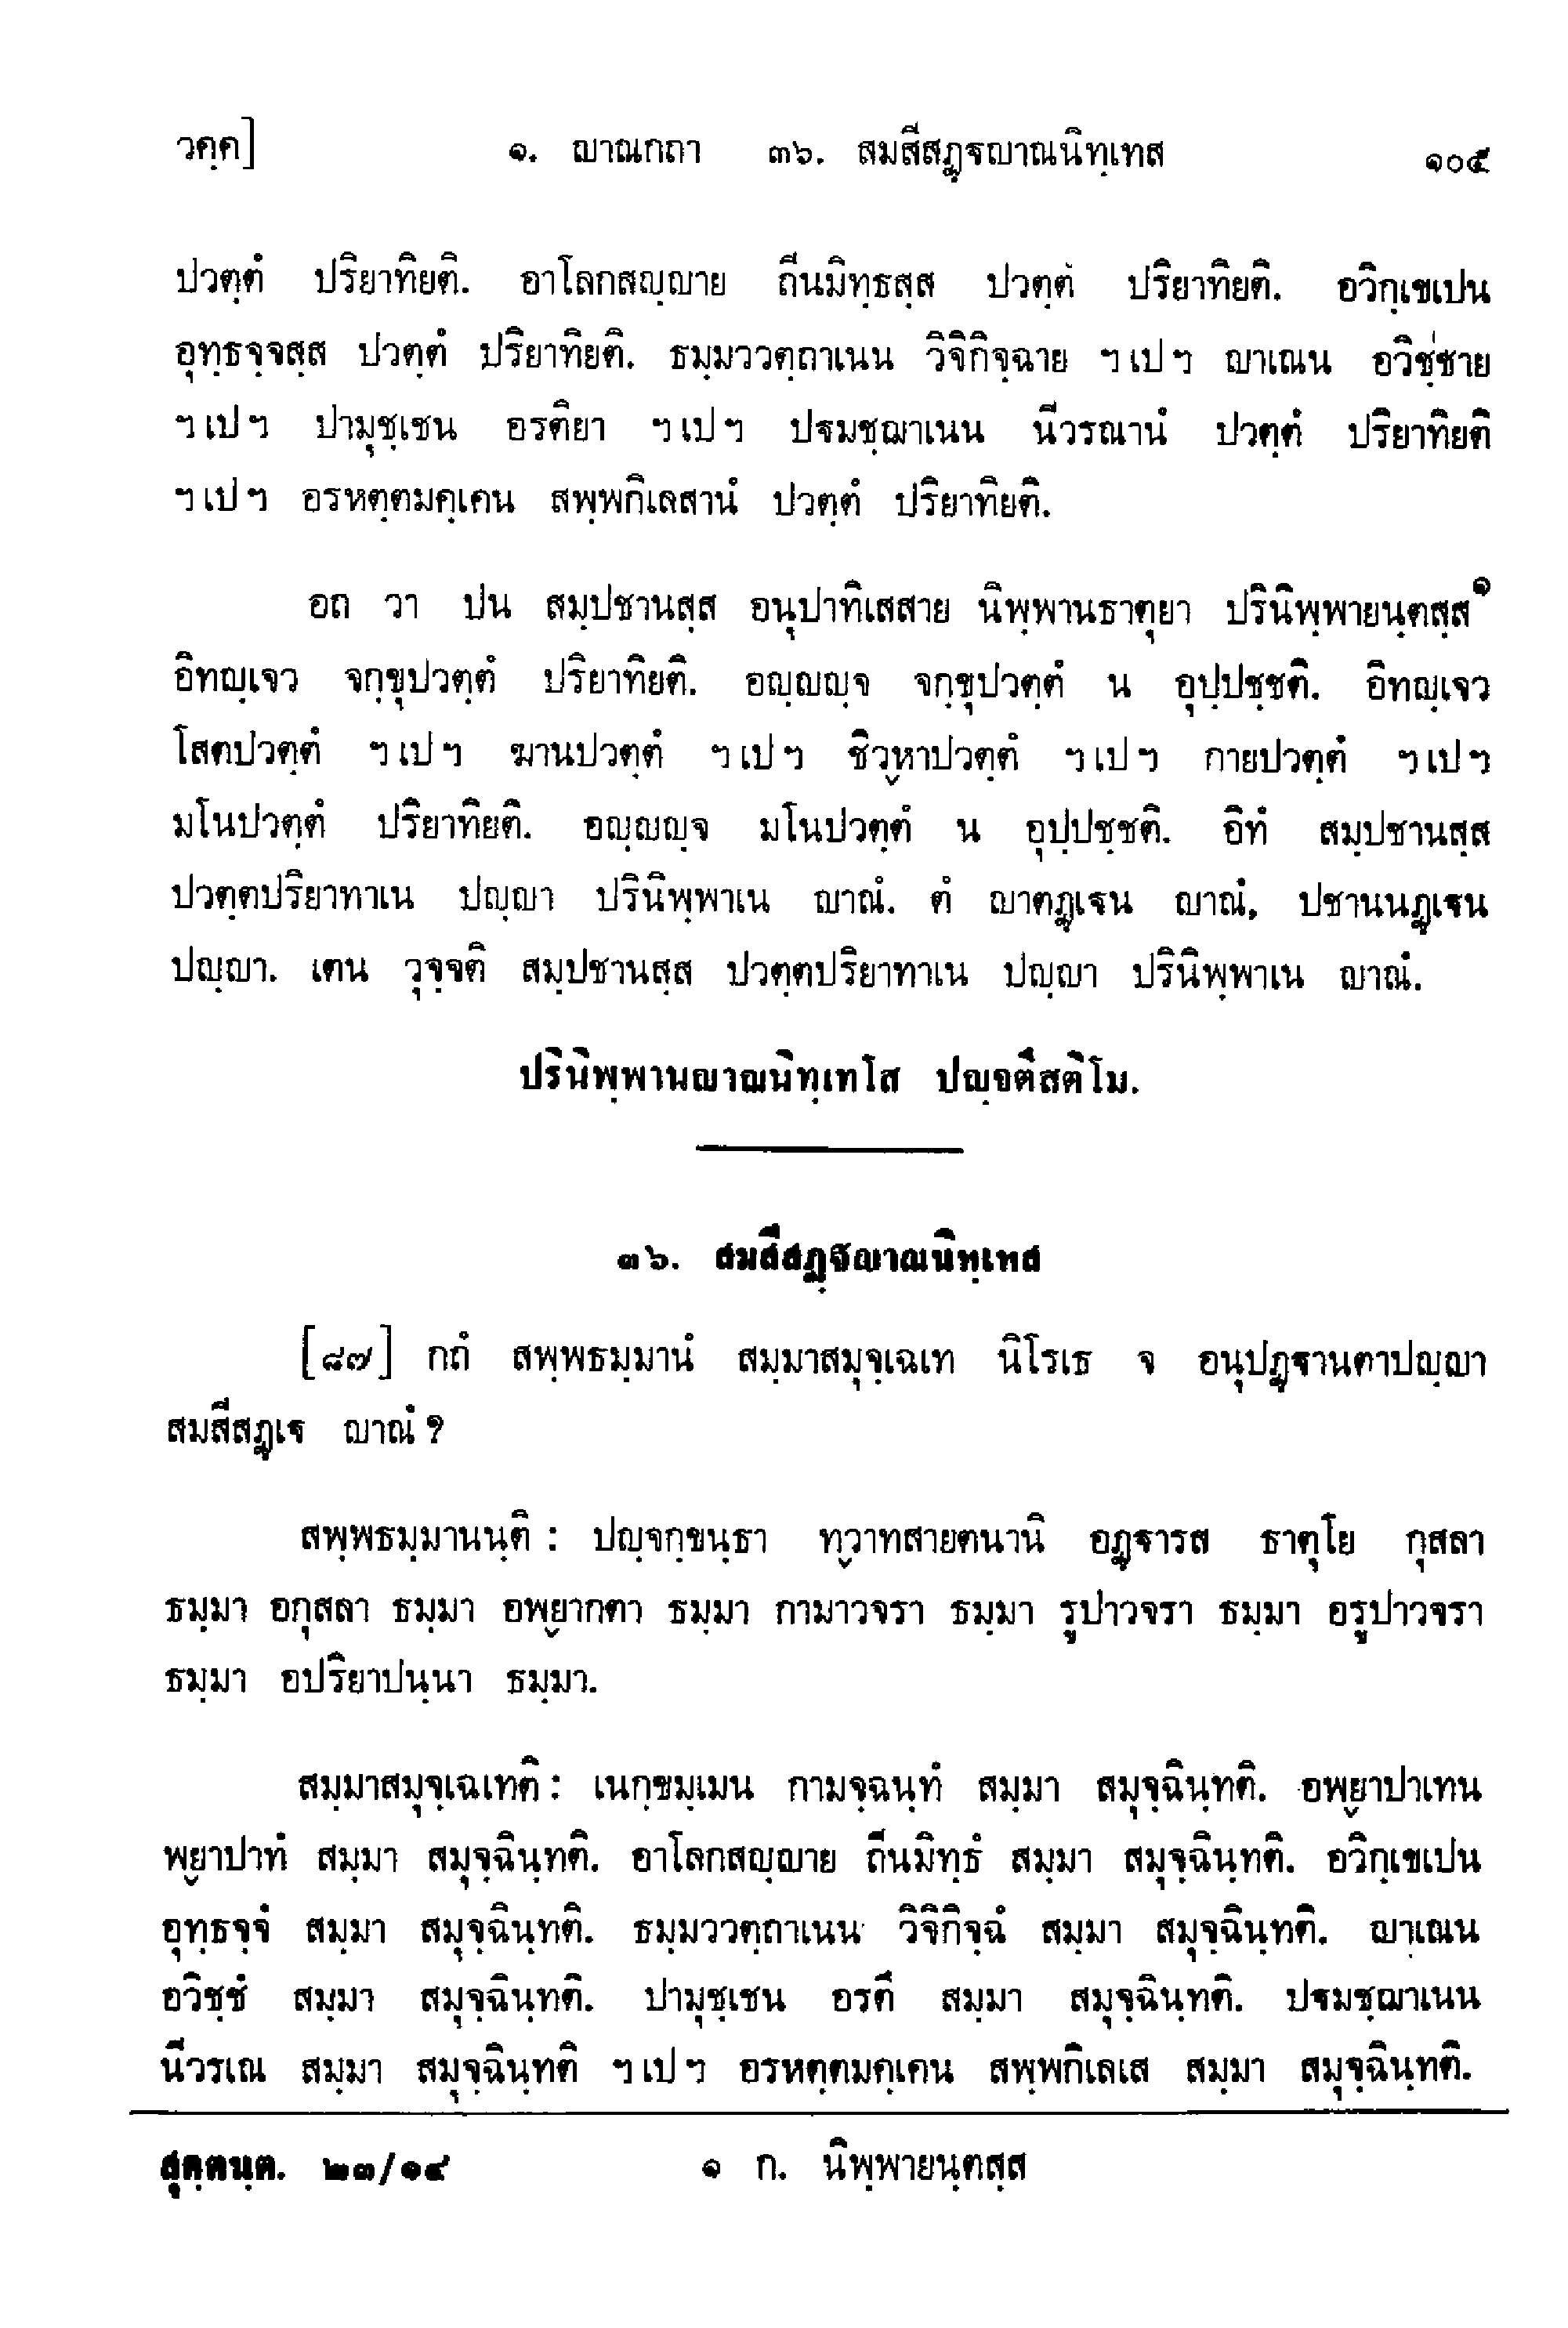 วคฺค]   ๑. ญาณกถา   ๓๖. สมสีสฏฺฐญาณนิทฺเทส   ๑๐๕
ปวตฺตํ ปริยาทิยติ. อาโลกสญฺญาย ถีนมิทฺธสฺส ปวตฺตํ ปริยาทิยติ. อวิกฺเขเปน
อุทฺธจฺจสฺส ปวตฺตํ ปริยาทิยติ. ธมฺมววตฺถาเนน วิจิกิจฺฉาย ฯ เป ฯ ญาเณน อวิชฺชาย
ฯ เป ฯ ปามุชฺเชน อรติยา ฯ เป ฯ ปฐมชฺฌาเนน นีวรณานํ ปวตฺตํ ปริยาทิยติ
ฯ เป ฯ อรหตฺตมคฺเคน สพฺพกิเลสานํ ปวตฺตํ ปริยาทิยติ.
อถ วา ปน สมฺปชานสฺส อนุปาทิเสสาย นิพฺพานธาตุยา ปรินิพฺพายนฺตสฺส๑
อิทญฺเจว จกฺขุปวตฺตํ ปริยาทิยติ. อญฺญญฺจ จกฺขุปวตฺตํ น อุปฺปชฺชติ. อิทญฺเจว
โสตปวตฺตํ ฯ เป ฯ ฆานปวตฺตํ ฯ เป ฯ ชิวฺหาปวตฺตํ ฯ เป ฯ กายปวตฺตํ ฯ เป ฯ
มโนปวตฺตํ ปริยาทิยติ. อญฺญญฺจ มโนปวตฺตํ น อุปฺปชฺชติ. อิทํ สมฺปชานสฺส
ปวตฺตปริยาทาเน ปญฺญา ปรินิพฺพาเน ญาณํ. ตํ ญาตฏฺเฐน ญาณํ, ปชานนฏฺเฐน
ปญฺญา. เตน วุจฺจติ สมฺปชานสฺส ปวตฺตปริยาทาเน ปญฺญา ปรินิพฺพาเน ญาณํ.
ปรินิพฺพานญาณนิทฺเทโส ปญฺจตึสติโม.
๓๖. สมสีสฏฺฐญาณนิทฺเทส
[๘๗] กถํ สพฺพธมฺมานํ สมฺมาสมุจฺเฉเท นิโรเธ จ อนุปฏฺฐานตาปญฺญา
สมสีสฏฺเฐ ญาณํ ?
สพฺพธมฺมานนฺติ : ปญฺจกฺขนฺธา ทฺวาทสายตนานิ อฏฺฐารส ธาตุโย กุสลา
ธมฺมา อกุสลา ธมฺมา อพฺยากตา ธมฺมา กามาวจรา ธมฺมา รูปาวจรา ธมฺมา อรูปาวจรา
ธมฺมา อปริยาปนฺนา ธมฺมา.
สมฺมาสมุจฺเฉเทติ : เนกฺขมฺเมน กามจฺฉนฺทํ สมฺมา สมุจฺฉินฺทติ. อพฺยาปาเทน
พฺยาปาทํ สมฺมา สมุจฺฉินฺทติ. อาโลกสญฺญาย ถีนมิทฺธํ สมฺมา สมุจฺฉินฺทติ. อวิกฺเขเปน
อุทฺธจฺจํ สมฺมา สมุจฺฉินฺทติ. ธมฺมววตฺถาเนน วิจิกิจฺฉํ สมฺมา สมุจฺฉินฺทติ. ญาเณน
อวิชฺชํ สมฺมา สมุจฺฉินฺทติ. ปามุชฺเชน อรตึ สมฺมา สมุจฺฉินฺทติ. ปฐมชฺฌาเนน
นีวรเณ สมฺมา สมุจฺฉินฺทติ ฯ เป ฯ อรหตฺตมคฺเคน สพฺพกิเลเส สมฺมา สมุจฺฉินฺทติ.
สุตฺตนฺต. ๒๓/๑๔   ๑ ก. นิพฺพายนฺตสฺส